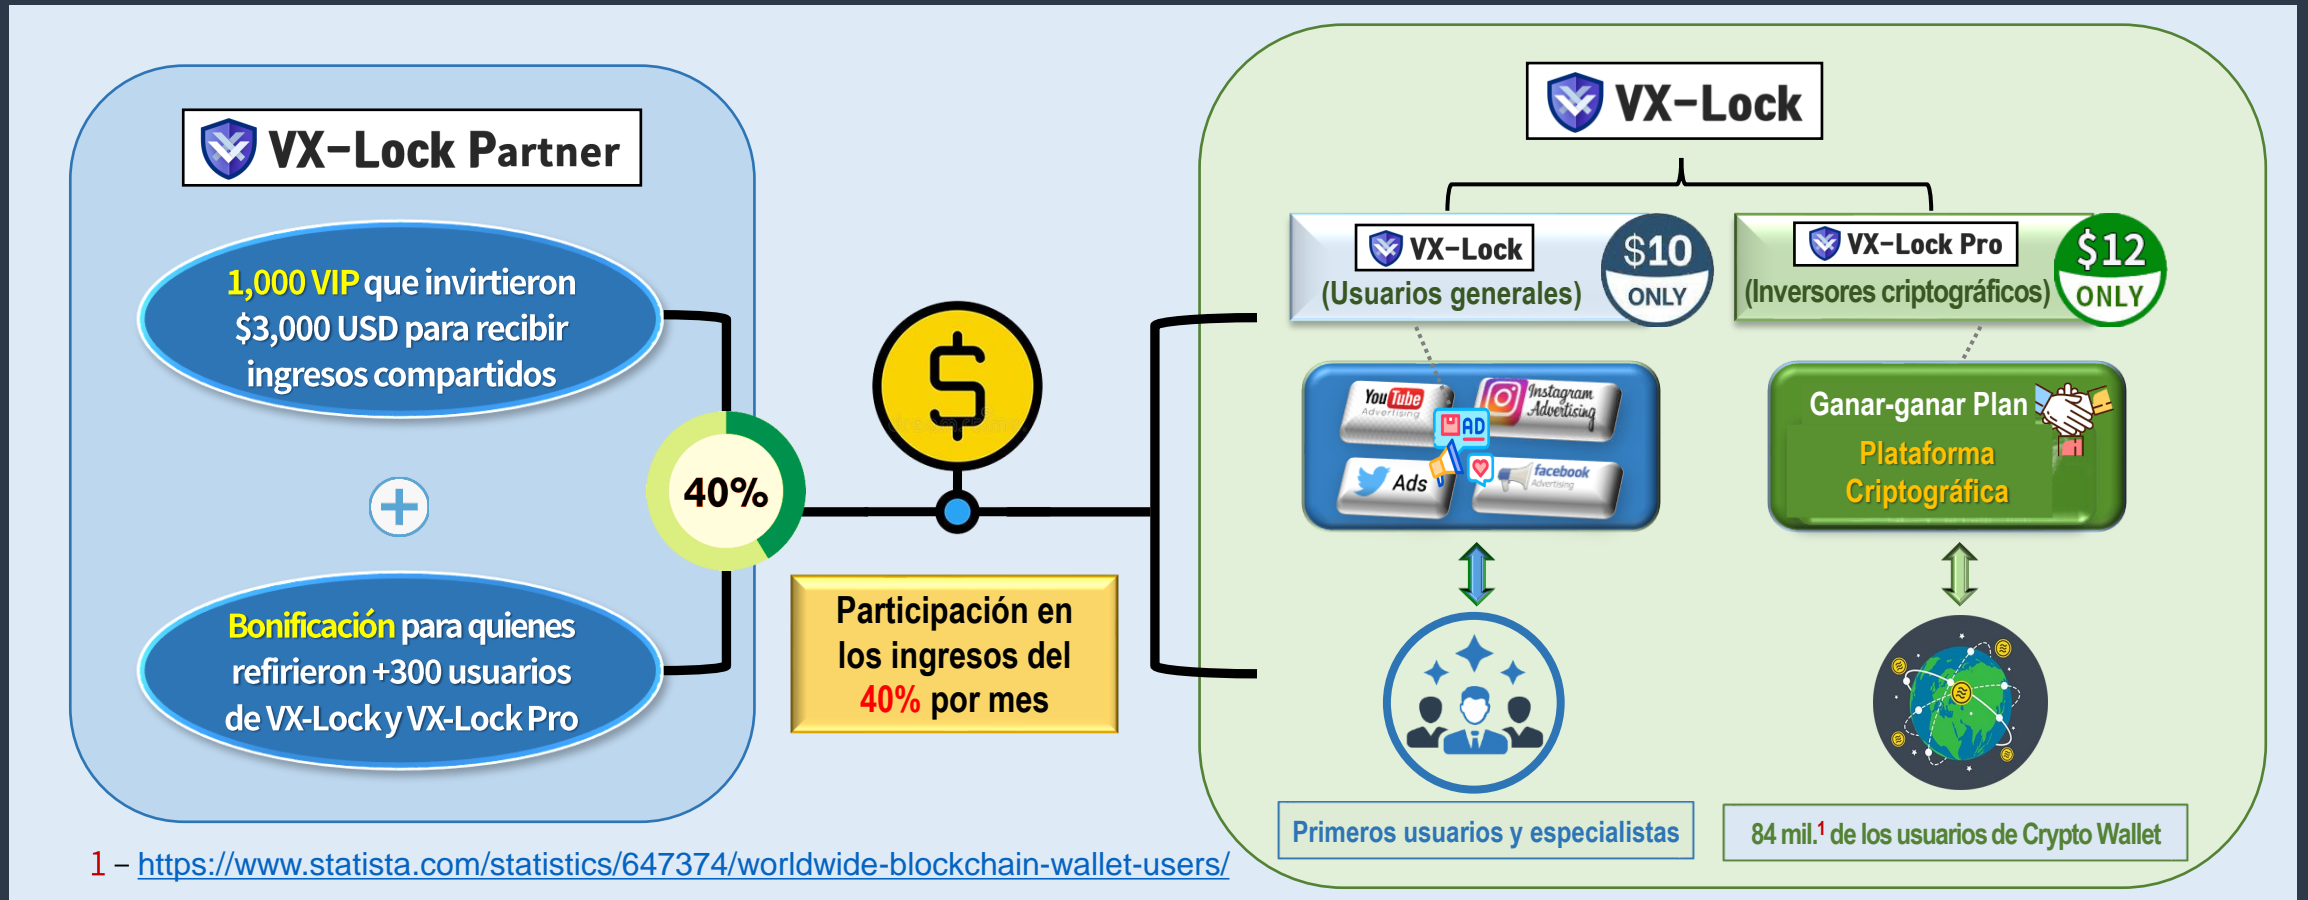 VX-Lock Partner
1,000 VIP que invirtieron
$3,000 USD para recibir
ingresos compartidos
Bonificación para quienes
refirieron +300 usuarios
de VX-Lock y VX-Lock Pro
40%
Participación en
los ingresos del
40% por mes
VX-Lock
VX-Lock
(Usuarios generales)
$10
ONLY
VX-Lock Pro
(Inversores criptográficos)
$12
ONLY
YouTube
Advertising
Instagram
Advertising
AD
Ads
facebook
Advertising
Ganar-ganar Plan
Plataforma
Criptográfica
Primeros usuarios y especialistas
84 mil.1 de los usuarios de Crypto Wallet
1 – https://www.statista.com/statistics/647374/worldwide-blockchain-wallet-users/